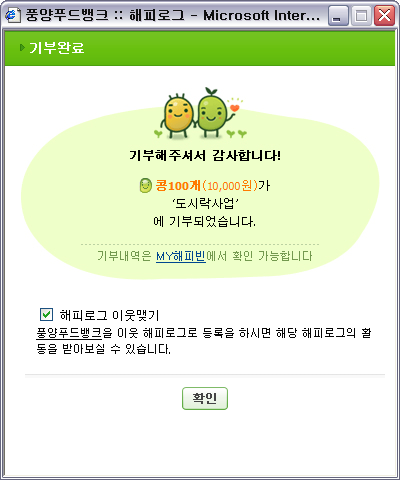 풍양푸드뱅크 :: 해피로그 - Microsoft Inter...
기부완료
기부해주셔서 감사합니다!
콩100개(10,000원)가
'도시락사업'
에 기부되었습니다.
기부내역은 MY해피빈에서 확인 가능합니다
해피로그 이웃맺기
풍양푸드뱅크을 이웃 해피로그로 등록을 하시면 해당 해피로그의 활
동을 받아보실 수 있습니다.
확인